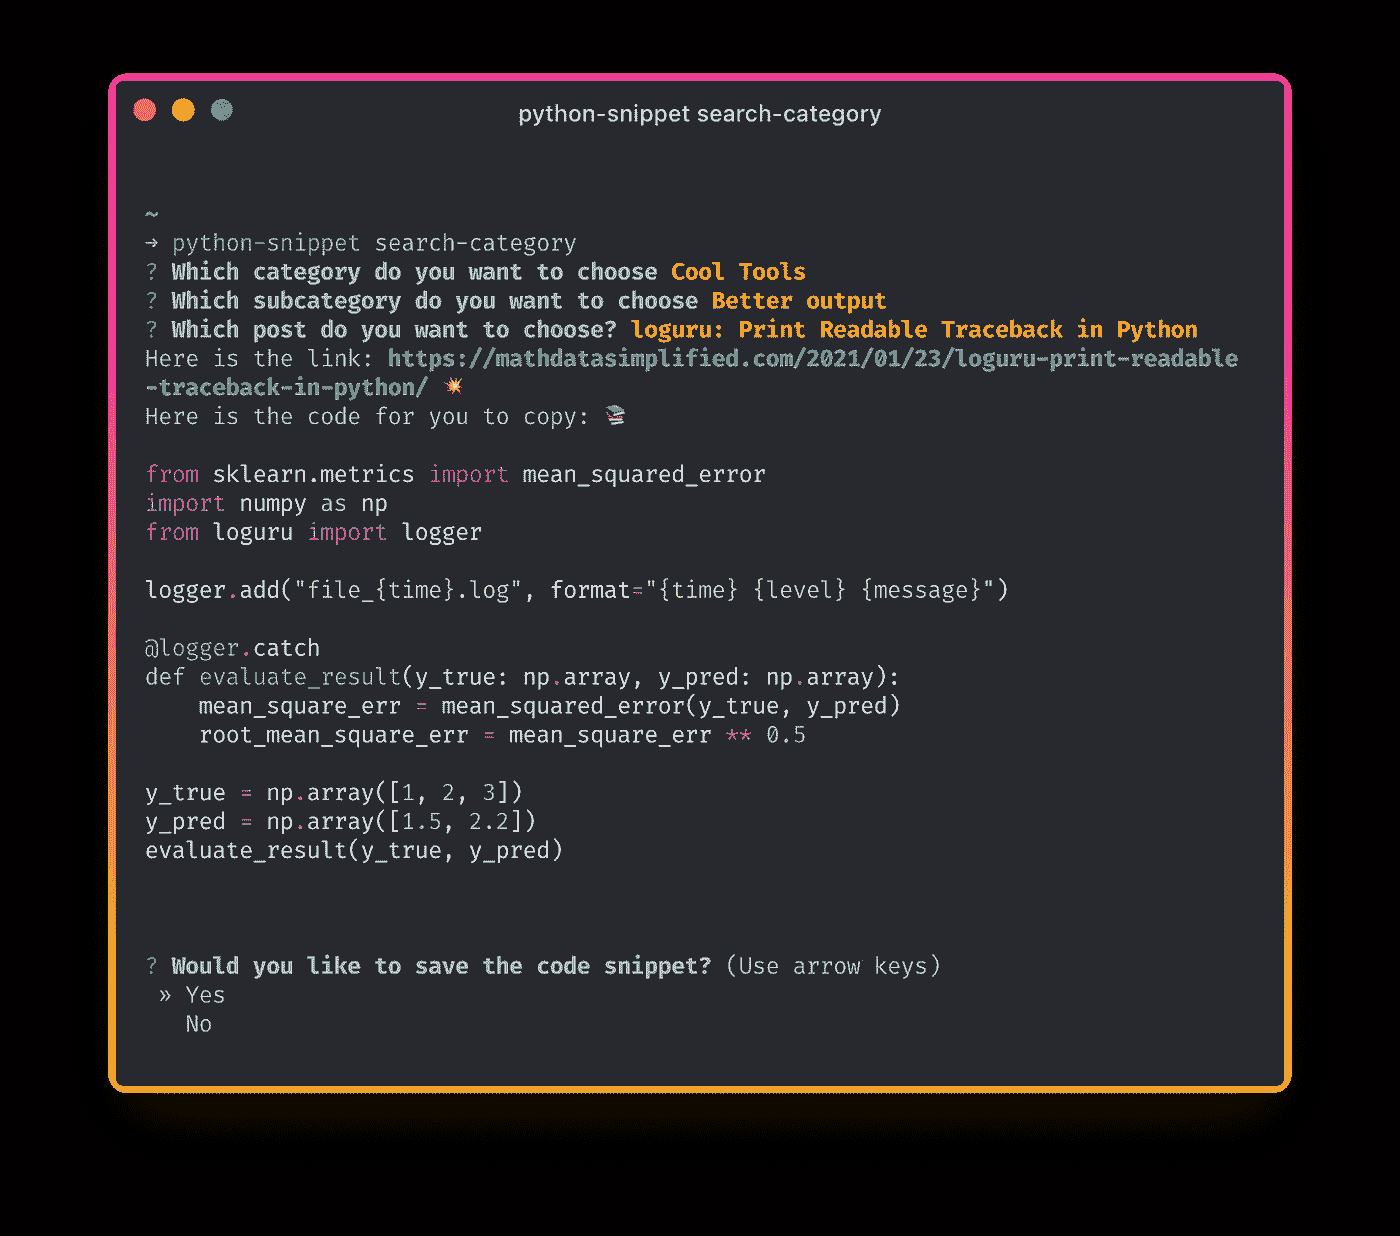 python-snippet search-category
~
→ python-snippet search-category
? Which category do you want to choose Cool Tools
? Which subcategory do you want to choose Better output
? Which post do you want to choose? loguru: Print Readable Traceback in Python
Here is the link: https://mathdatasimplified.com/2021/01/23/loguru-print-readable
-traceback-in-python/ 💥
Here is the code for you to copy: 📚
from sklearn.metrics import mean_squared_error
import numpy as np
from loguru import logger
logger.add("file_{time}.log", format="{time} {level} {message}")
@logger.catch
def evaluate_result(y_true: np.array, y_pred: np.array):
    mean_square_err = mean_squared_error(y_true, y_pred)
    root_mean_square_err = mean_square_err ** 0.5
y_true = np.array([1, 2, 3])
y_pred = np.array([1.5, 2.2])
evaluate_result(y_true, y_pred)
? Would you like to save the code snippet? (Use arrow keys)
 » Yes
   No